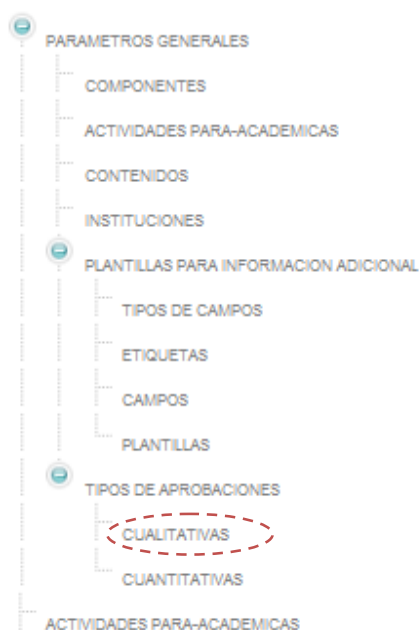 PARAMETROS GENERALES
COMPONENTES
ACTIVIDADES PARA-ACADEMICAS
CONTENIDOS
INSTITUCIONES
PLANTILLAS PARA INFORMACION ADICIONAL
TIPOS DE CAMPOS
ETIQUETAS
CAMPOS
PLANTILLAS
TIPOS DE APROBACIONES
CUALITATIVAS
CUANTITATIVAS
ACTIVIDADES PARA-ACADEMICAS